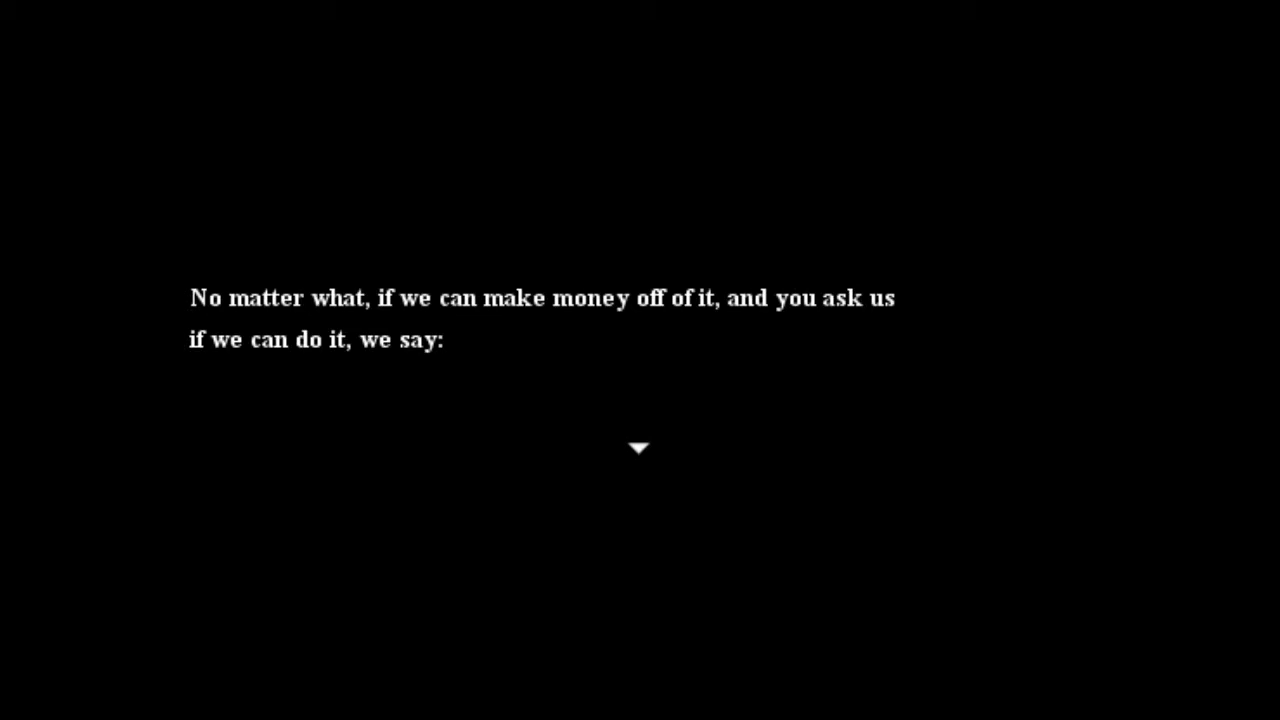 No matter what, if we can make money off of it, and you ask us
if we can do it, we say: